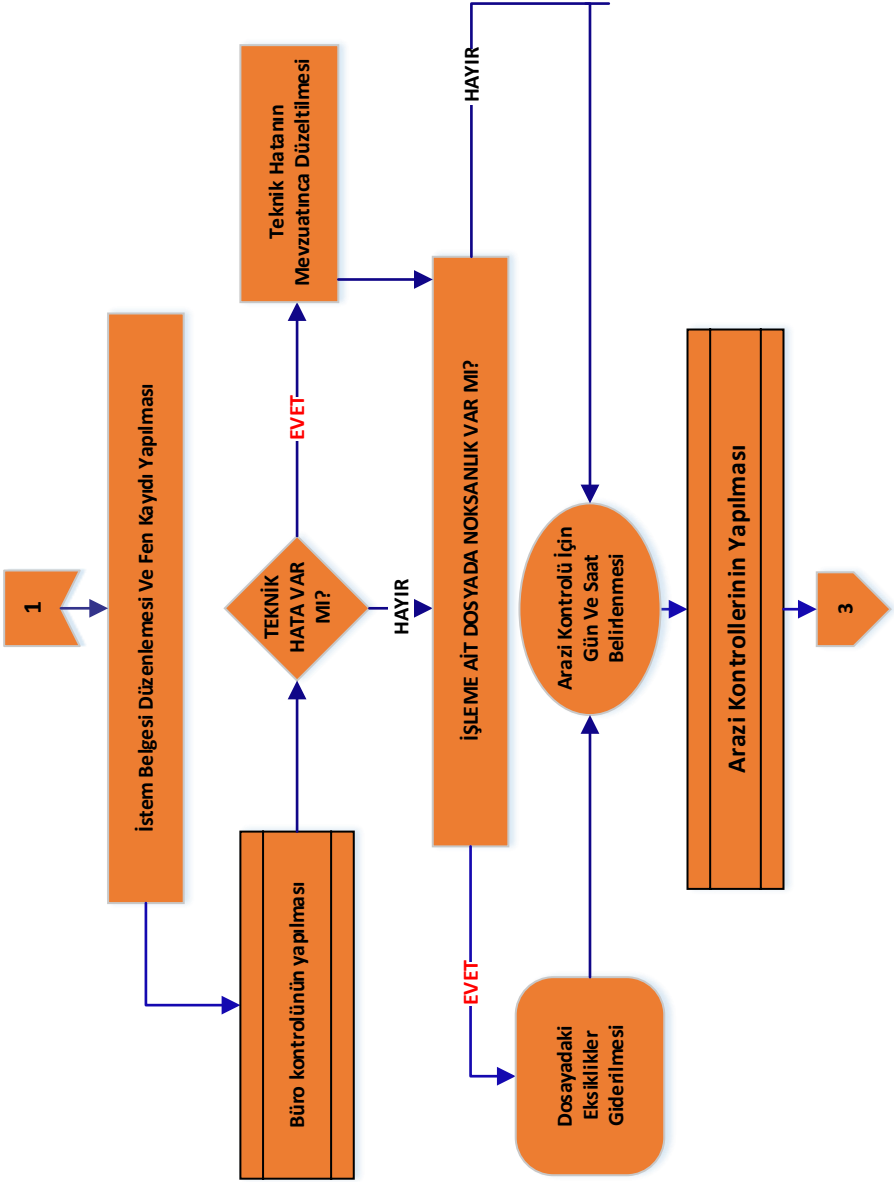 1
İstem Belgesi Düzenlemesi Ve Fen Kayıdı Yapılması
Büro kontrolünün yapılması
TEKNİK
HATA VAR
MI?
EVET
Teknik Hatanın
Mevzuatınca Düzeltilmesi
HAYIR
İŞLEME AİT DOSYADA NOKSANLIK VAR MI?
EVET
HAYIR
Dosayadaki
Eksiklikler
Giderilmesi
Arazi Kontrolü İçin
Gün Ve Saat
Belirlenmesi
Arazi Kontrollerinin Yapılması
3